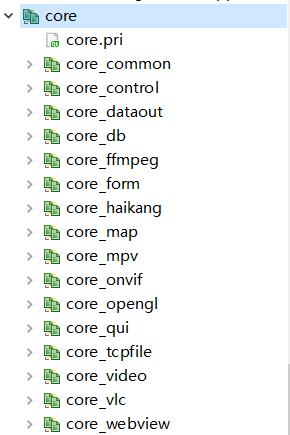 core
core.pri
core_common
core_control
core_dataout
core_db
core_ffmpeg
core_form
core_haikang
core_map
core_mpv
core_onvif
core_opengl
core_qui
core_tcpfile
core_video
core_vlc
core_webview